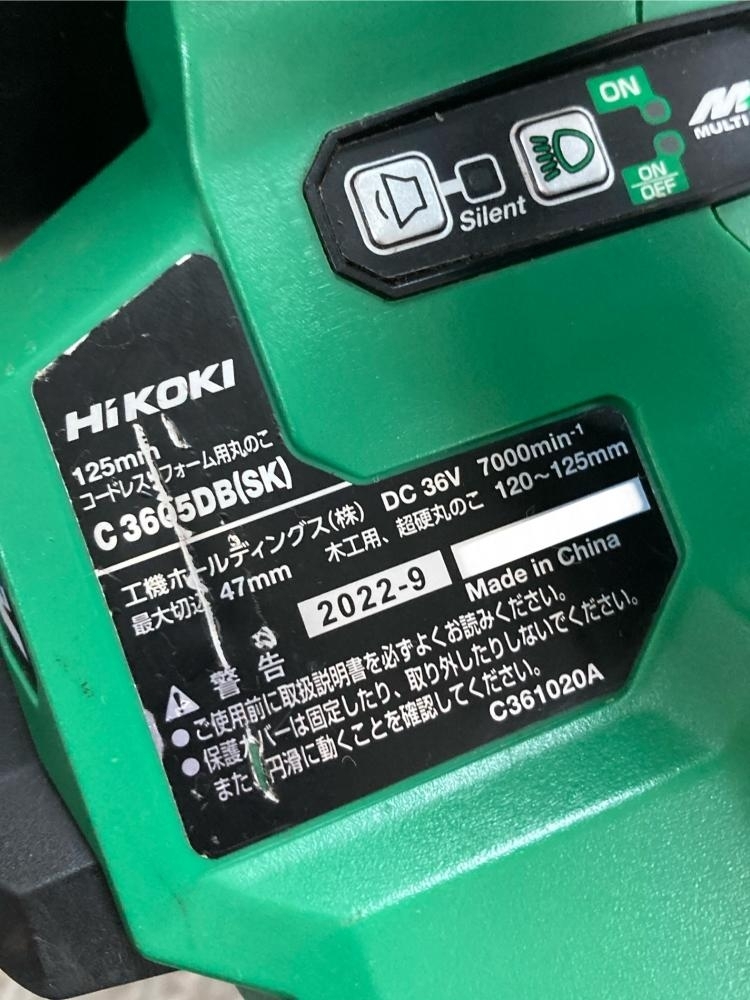 ON
MULTI
ON
OFF
Silent
HiKOKI
125mm
コードレスリフォーム用丸のこ
C 3605DB(SK)
工機ホールディングス(株) DC 36V 7000min-1
最大切込 47mm 木工用、超硬丸のこ 120～125mm
2022-9
Made in China
警告
●ご使用前に取扱説明書を必ずよくお読みください。
●保護カバーは固定したり、取り外したりしないでください。
また、円滑に動くことを確認してください。
C361020A